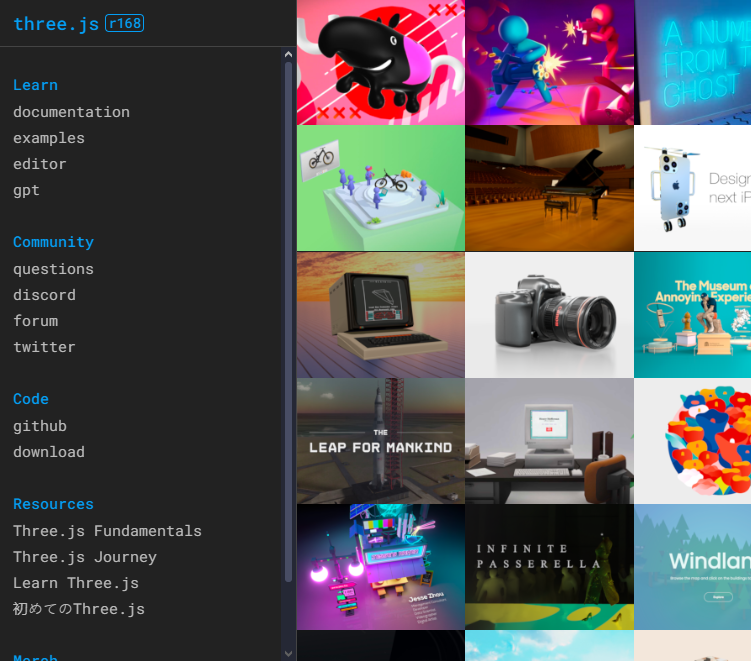 three.js r168
Learn
documentation
examples
editor
gpt
Community
questions
discord
forum
twitter
Code
github
download
Resources
Three.js Fundamentals
Three.js Journey
Learn Three.js
初めてのThree.js
Merch
A NUM
FROM T
GHOST
Design
next iP
The Museum o
Annoying Experie
THE
LEAP FOR MANKIND
Jesse Zhou
INFINITE
PASSERELLA
Windlan